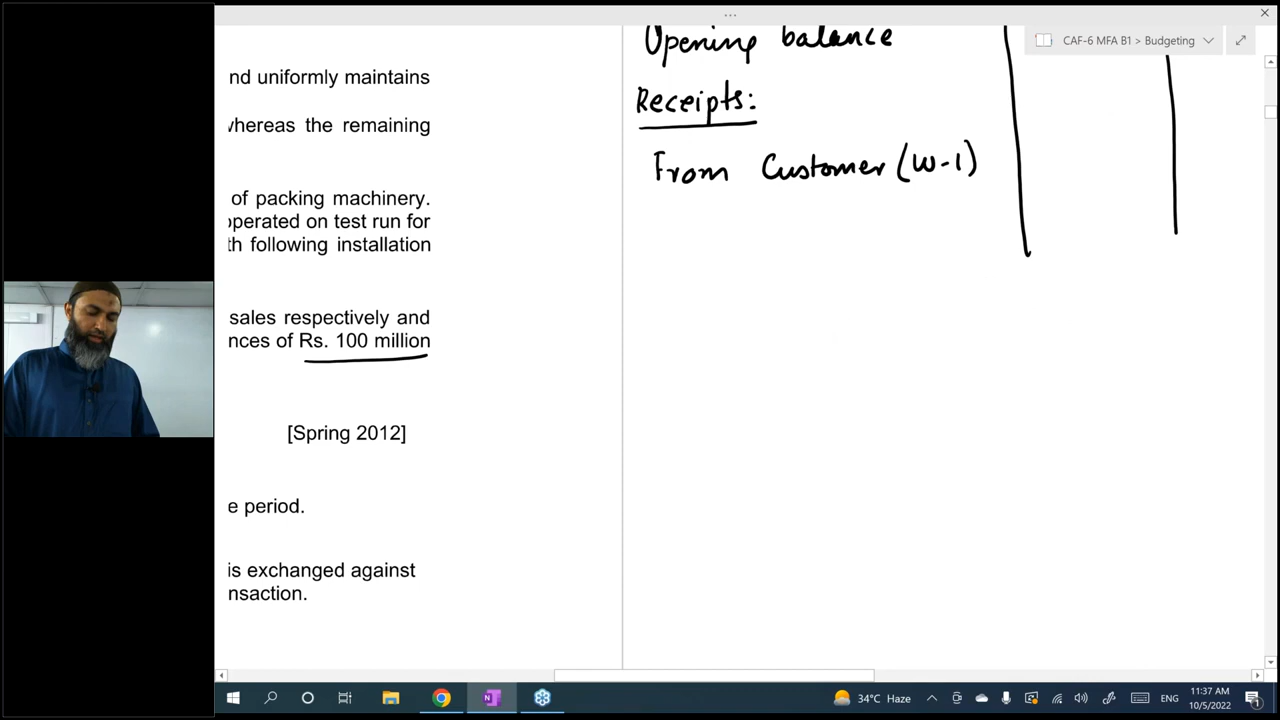 Opening balance
CAF-6 MFA B1 > Budgeting
Receipts:
From Customer (W-1)
nd uniformly maintains
whereas the remaining
of packing machinery.
operated on test run for
th following installation
sales respectively and
nces of Rs. 100 million
[Spring 2012]
e period.
is exchanged against
nsaction.
34°C Haze
ENG
11:37 AM
10/5/2022
1